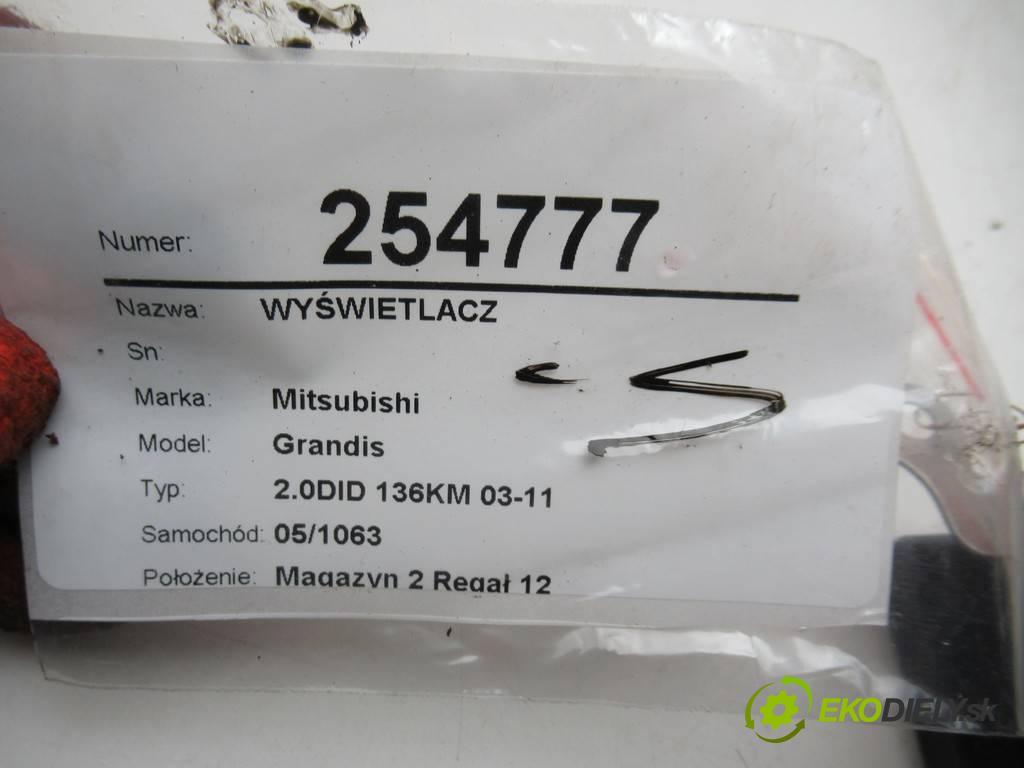 Numer: 254777
Nazwa: WYŚWIETLACZ
Sn:
Marka: Mitsubishi
Model: Grandis
Typ: 2.0DID 136KM 03-11
Samochód: 05/1063
Położenie: Magazyn 2 Regał 12
EKODIELY.sk